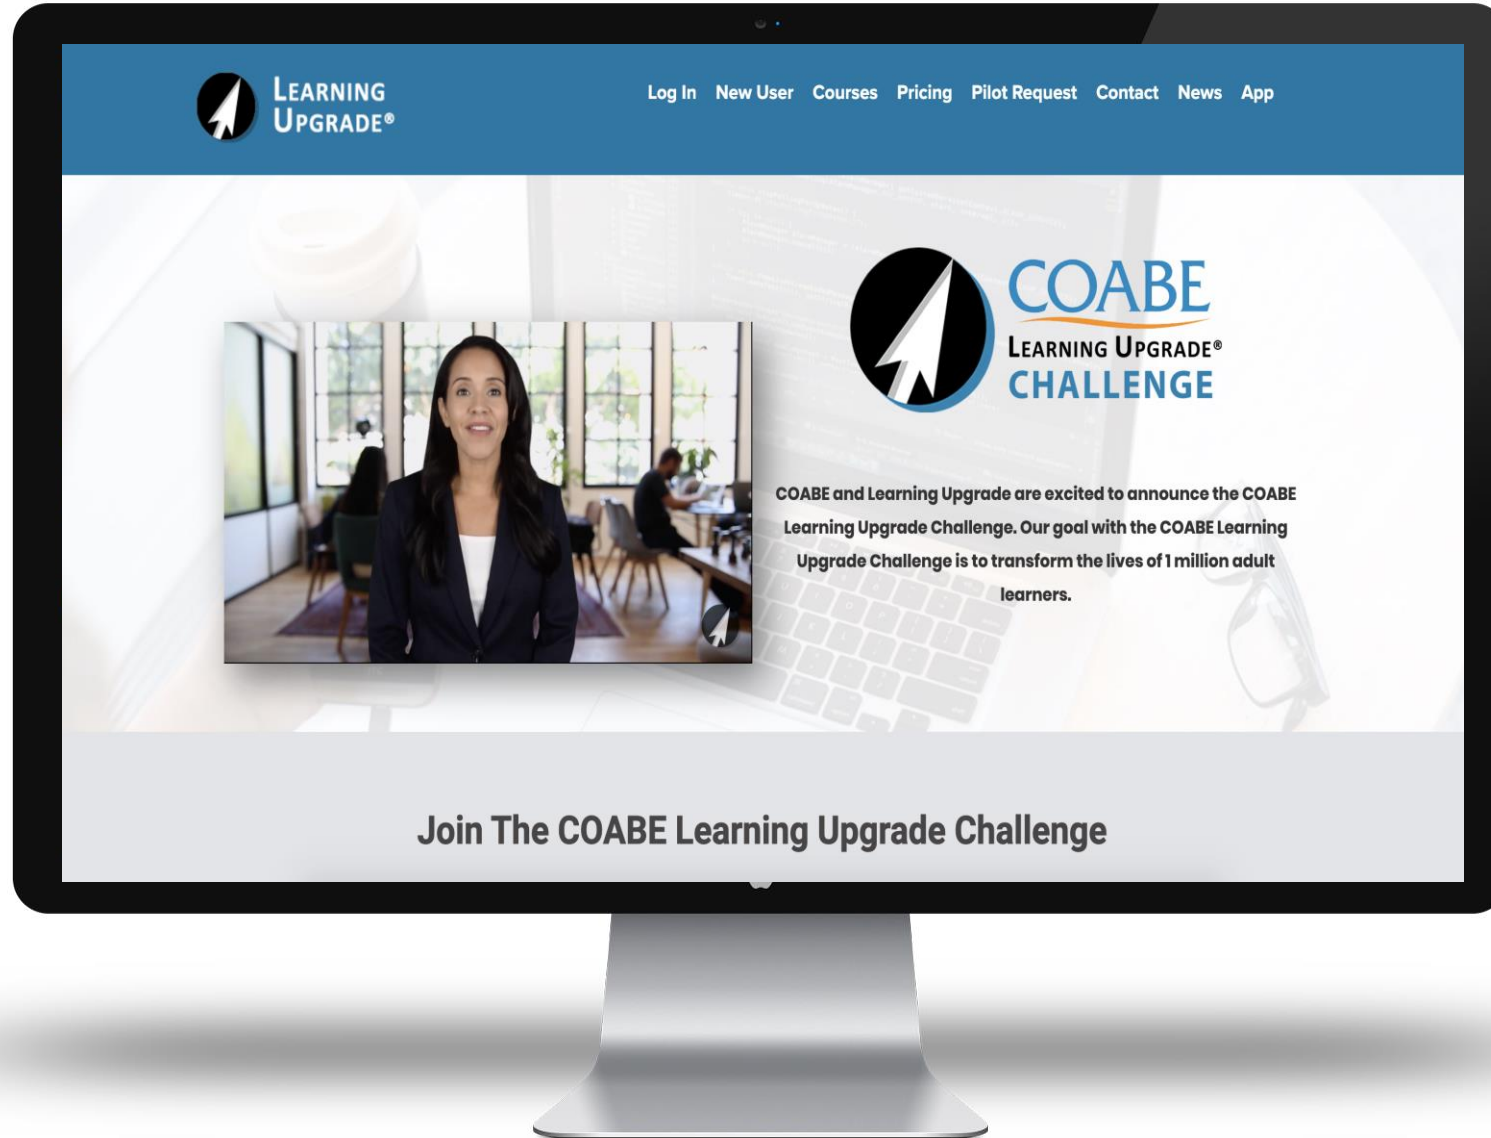 LEARNING
UPGRADE®
Log In New User Courses Pricing Pilot Request Contact News App
COABE
LEARNING UPGRADE®
CHALLENGE
COABE and Learning Upgrade are excited to announce the COABE
Learning Upgrade Challenge. Our goal with the COABE Learning
Upgrade Challenge is to transform the lives of 1 million adult
learners.
Join The COABE Learning Upgrade Challenge